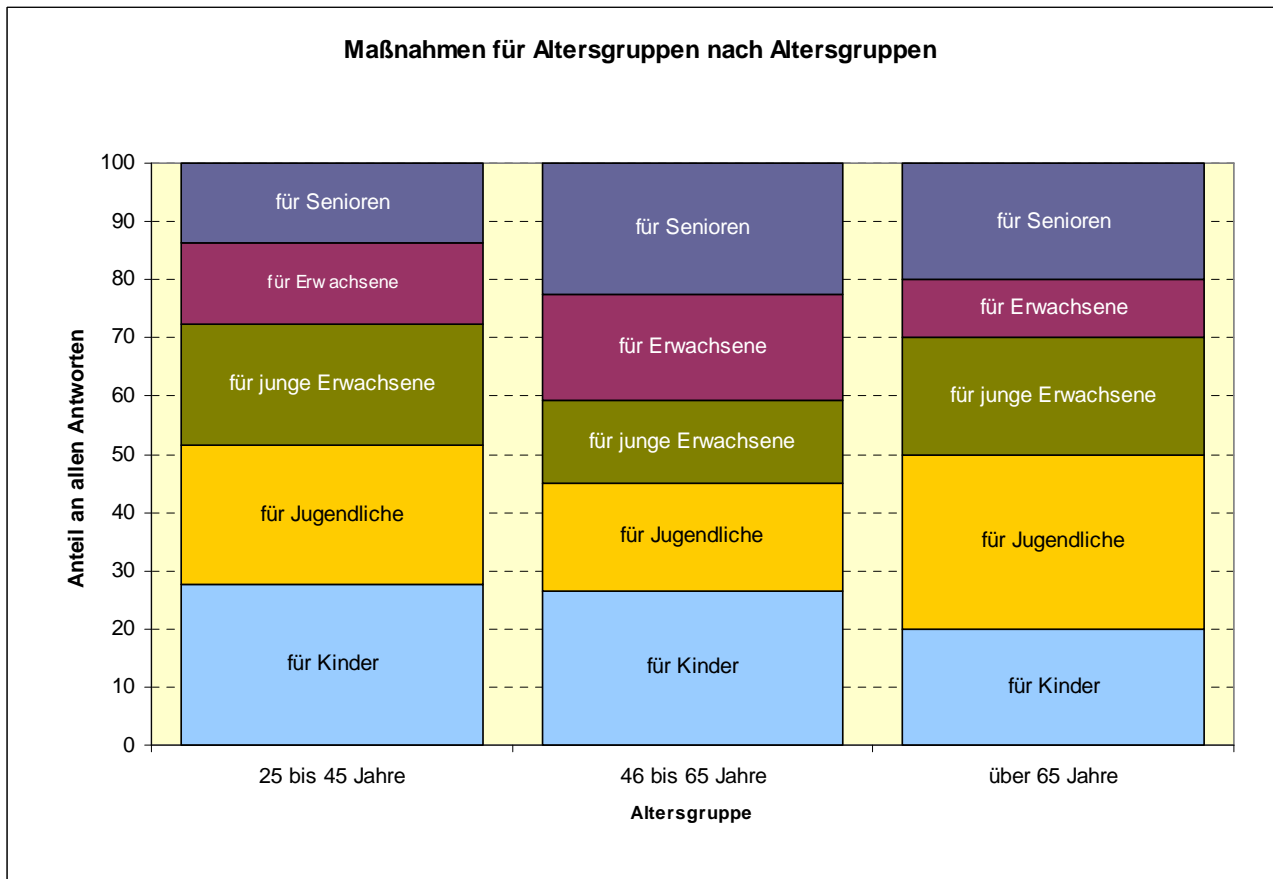 Maßnahmen für Altersgruppen nach Altersgruppen
Anteil an allen Antworten
100
90
80
70
60
50
40
30
20
10
0
für Senioren
für Erwachsene
für junge Erwachsene
für Jugendliche
für Kinder
für Senioren
für Erwachsene
für junge Erwachsene
für Jugendliche
für Kinder
für Senioren
für Erwachsene
für junge Erwachsene
für Jugendliche
für Kinder
25 bis 45 Jahre
46 bis 65 Jahre
über 65 Jahre
Altersgruppe